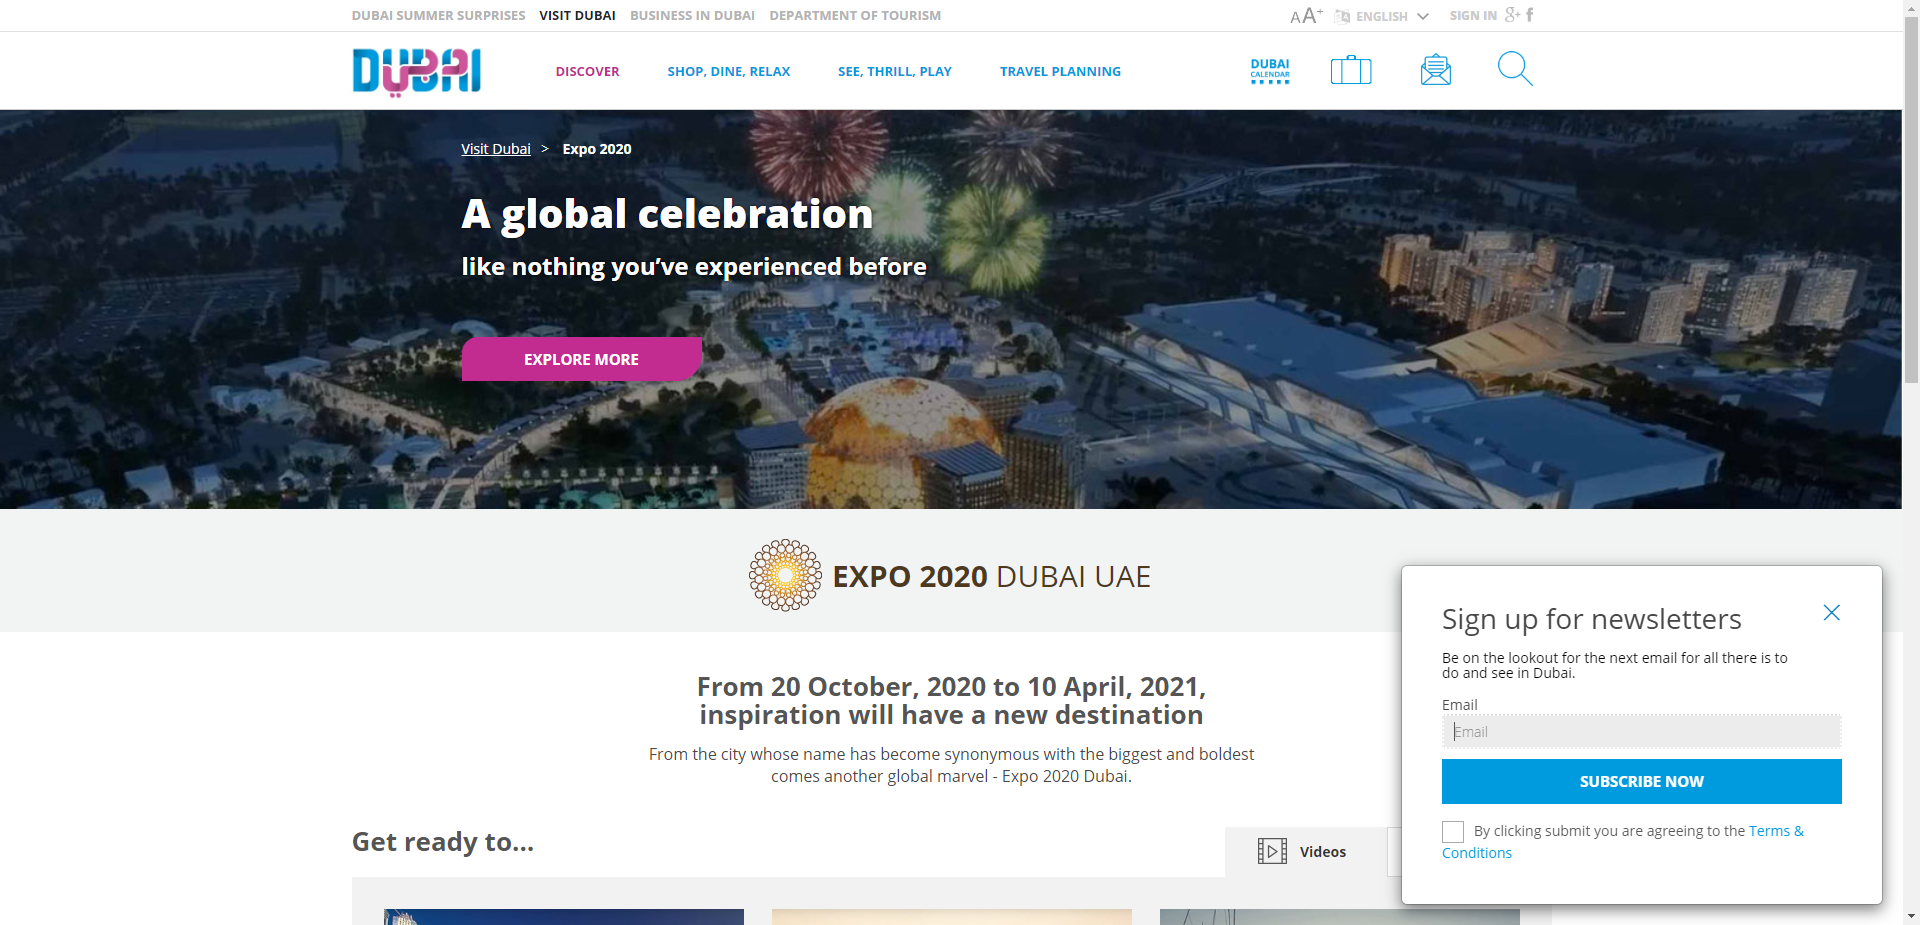 DUBAI SUMMER SURPRISES VISIT DUBAI BUSINESS IN DUBAI DEPARTMENT OF TOURISM
A A+ ENGLISH SIGN IN g+ f
DUBAI DISCOVER SHOP, DINE, RELAX SEE, THRILL, PLAY TRAVEL PLANNING
DUBAI
CALENDAR
Visit Dubai > Expo 2020
A global celebration
like nothing you’ve experienced before
EXPLORE MORE
EXPO 2020 DUBAI UAE
From 20 October, 2020 to 10 April, 2021,
inspiration will have a new destination
From the city whose name has become synonymous with the biggest and boldest
comes another global marvel - Expo 2020 Dubai.
Get ready to...
Videos
Sign up for newsletters
Be on the lookout for the next email for all there is to
do and see in Dubai.
Email
Email
SUBSCRIBE NOW
By clicking submit you are agreeing to the Terms &
Conditions